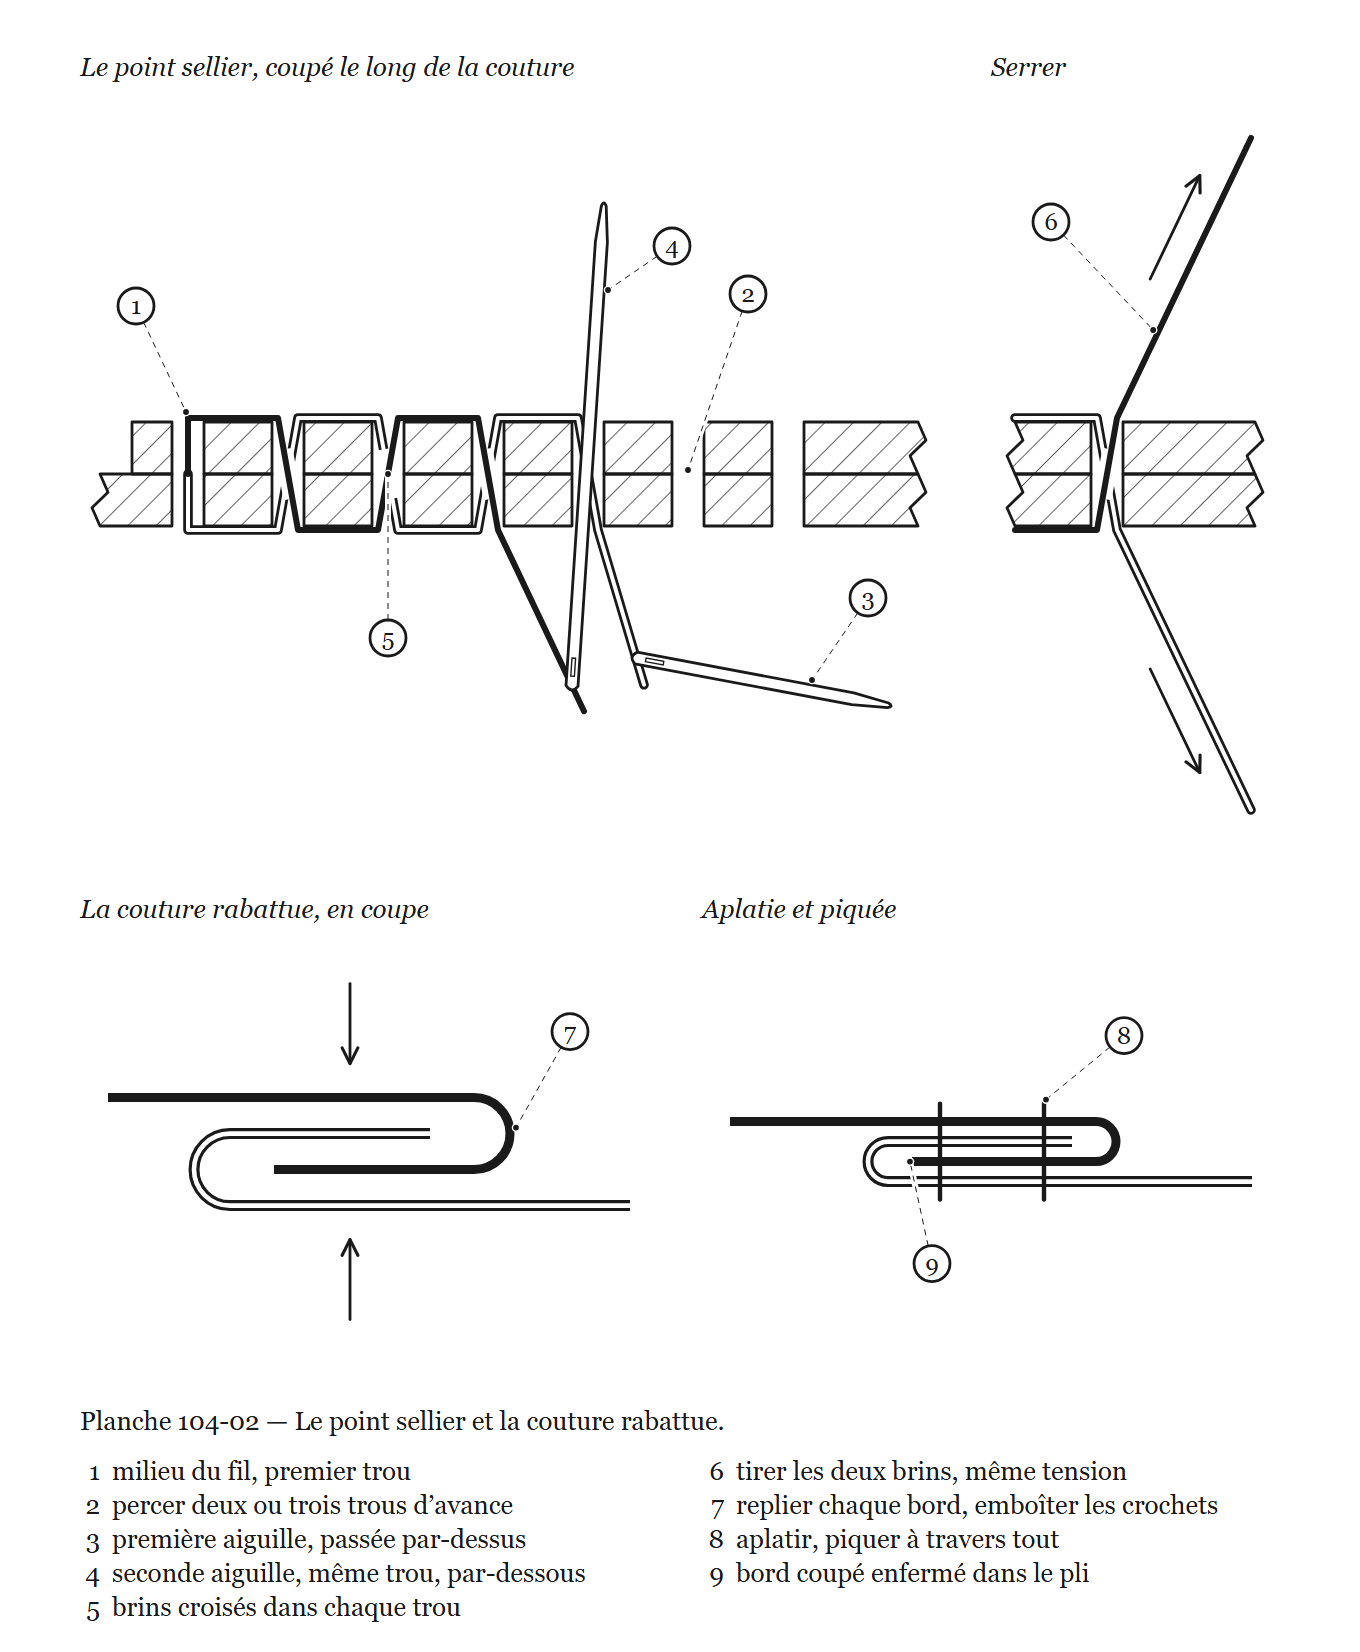 Le point sellier, coupé le long de la couture
Serrer
1
2
3
4
5
6
La couture rabattue, en coupe
Aplatie et piquée
7
8
9
Planche 104-02 — Le point sellier et la couture rabattue.
1 milieu du fil, premier trou
2 percer deux ou trois trous d’avance
3 première aiguille, passée par-dessus
4 seconde aiguille, même trou, par-dessous
5 brins croisés dans chaque trou
6 tirer les deux brins, même tension
7 replier chaque bord, emboîter les crochets
8 aplatir, piquer à travers tout
9 bord coupé enfermé dans le pli